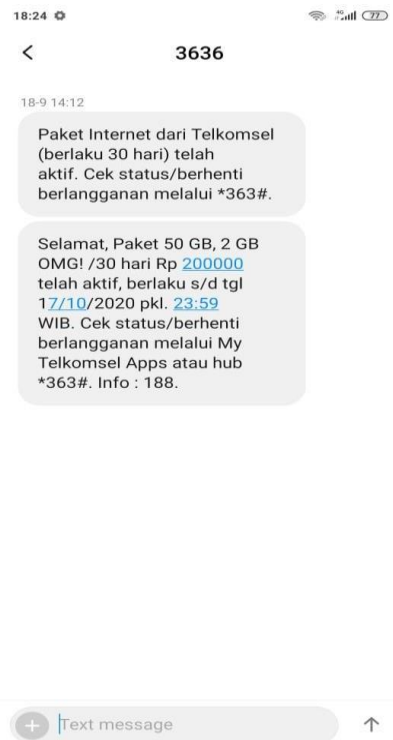 18:24
4G 77
3636
18-9 14:12
Paket Internet dari Telkomsel
(berlaku 30 hari) telah
aktif. Cek status/berhenti
berlangganan melalui *363#.
Selamat, Paket 50 GB, 2 GB
OMG! /30 hari Rp 200000
telah aktif, berlaku s/d tgl
17/10/2020 pkl. 23:59
WIB. Cek status/berhenti
berlangganan melalui My
Telkomsel Apps atau hub
*363#. Info : 188.
Text message